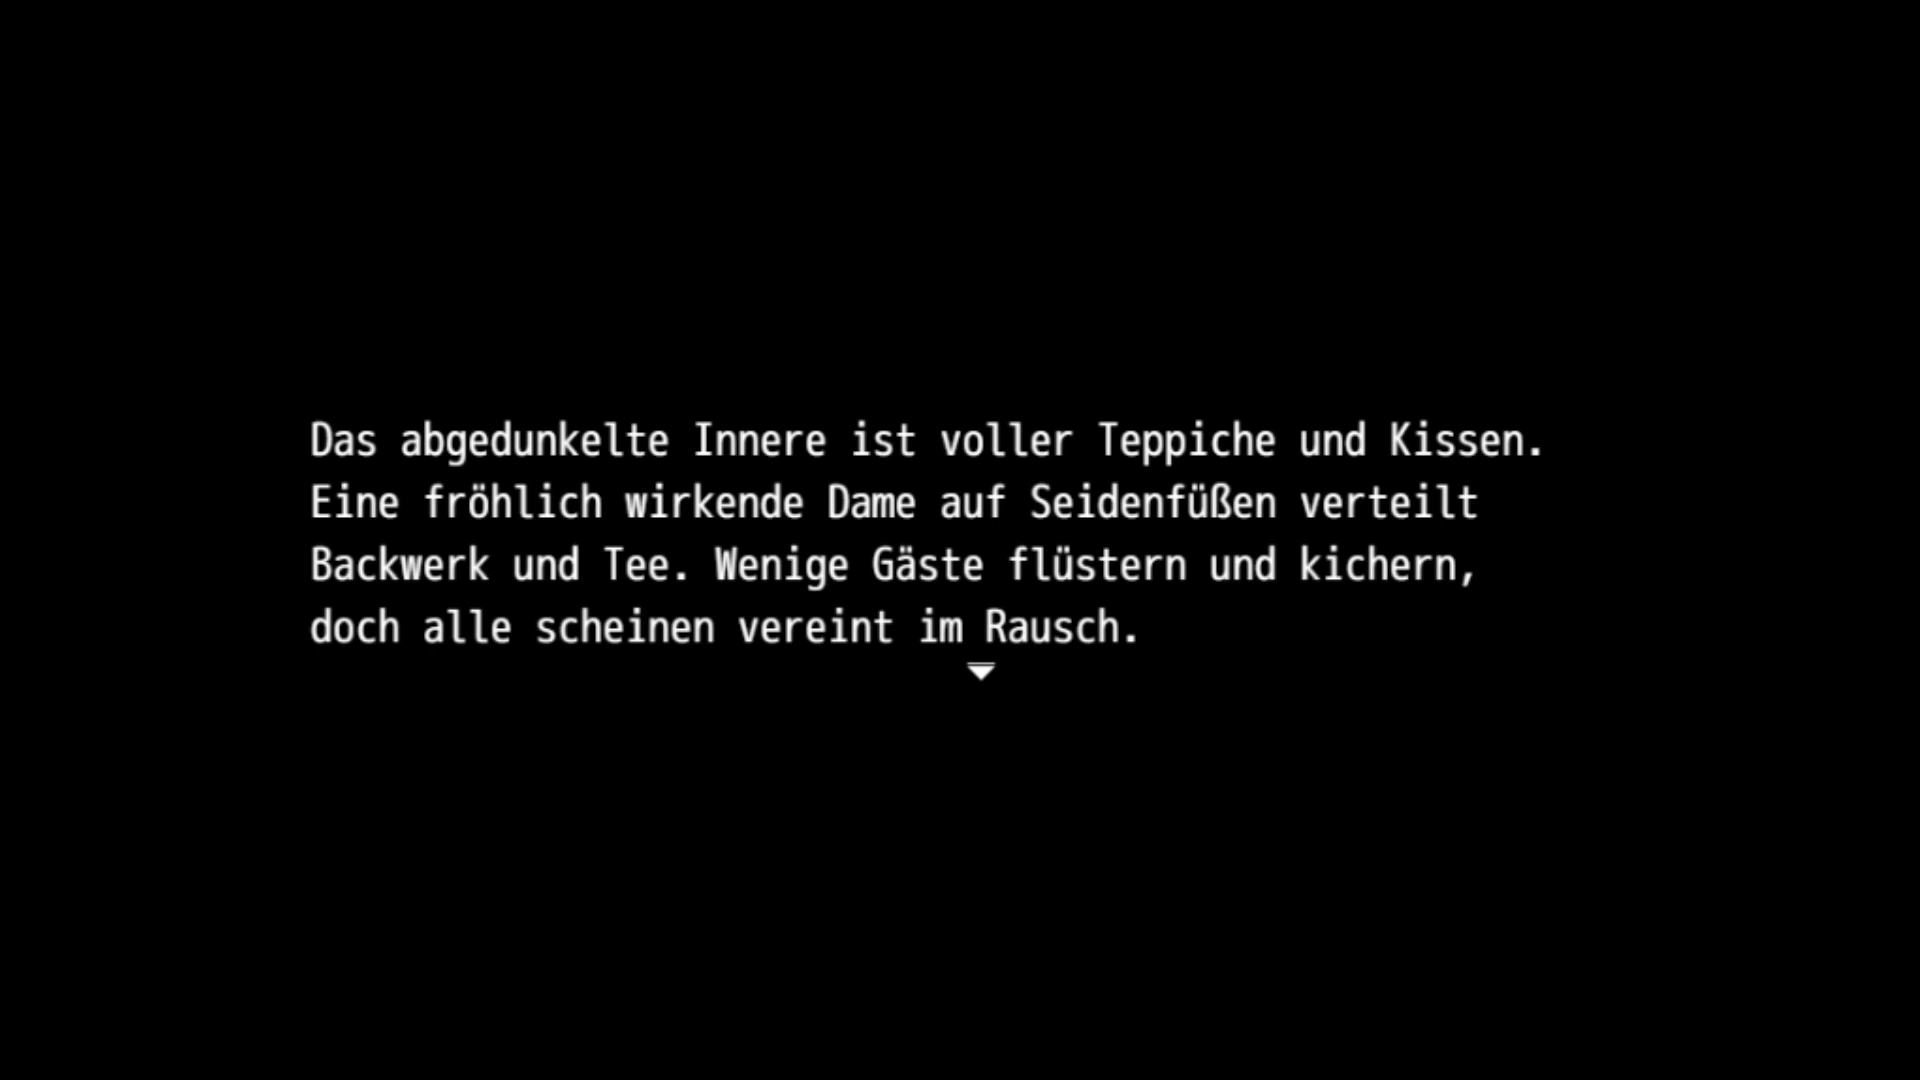 Das abgedunkelte Innere ist voller Teppiche und Kissen.
Eine fröhlich wirkende Dame auf Seidenfüßen verteilt
Backwerk und Tee. Wenige Gäste flüstern und kichern,
doch alle scheinen vereint im Rausch.